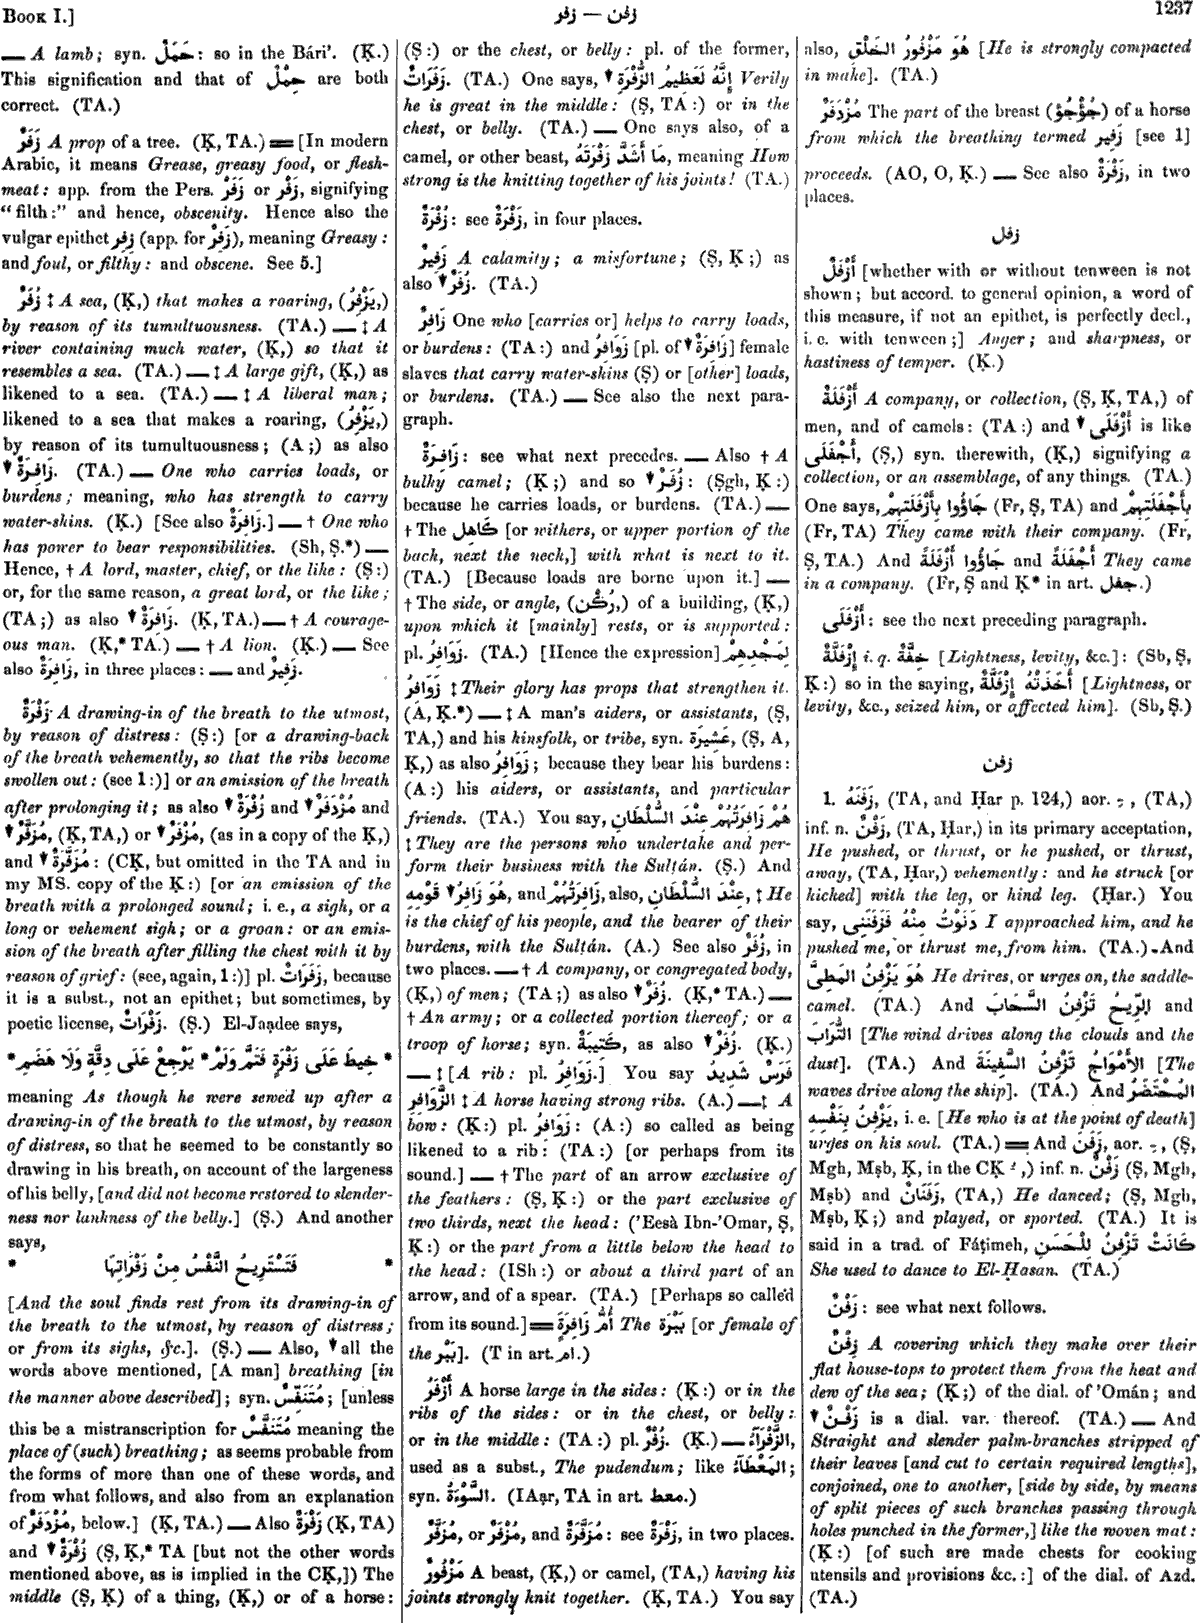 BOOK I.]
زفر — زفن
1237
— A lamb; syn. حَمَلٌ: so in the Bári'. (Ḳ.)
This signification and that of حِمْلٌ are both
correct. (TA.)
زَفَرٌ A prop of a tree. (Ḳ, TA.) = [In modern
Arabic, it means Grease, greasy food, or flesh-
meat: app. from the Pers. زَفَرْ or زَفْر, signifying
"filth:" and hence, obscenity. Hence also the
vulgar epithet زفر (app. for زَفِرٌ), meaning Greasy:
and foul, or filthy: and obscene. See 5.]
زُفَرٌ ‡ A sea, (Ḳ,) that makes a roaring, (يَزْفِرُ,)
by reason of its tumultuousness. (TA.) — ‡ A
river containing much water, (Ḳ,) so that it
resembles a sea. (TA.) — ‡ A large gift, (Ḳ,) as
likened to a sea. (TA.) — ‡ A liberal man;
likened to a sea that makes a roaring, (يَزْفِرُ,)
by reason of its tumultuousness; (A;) as also
▼ زَافِرَةٌ. (TA.) — One who carries loads, or
burdens; meaning, who has strength to carry
water-skins. (Ḳ.) [See also زَافِرَةٌ.] — † One who
has power to bear responsibilities. (Sh, Ṣ.*) —
Hence, † A lord, master, chief, or the like: (Ṣ:)
or, for the same reason, a great lord, or the like;
(TA;) as also ▼ زَافِرَةٌ. (Ḳ, TA.) — † A courage-
ous man. (Ḳ,* TA.) — † A lion. (Ḳ.) — See
also زَافِرَةٌ, in three places: — and زَفِيرٌ.
زَفْرَةٌ A drawing-in of the breath to the utmost,
by reason of distress: (Ṣ:) [or a drawing-back
of the breath vehemently, so that the ribs become
swollen out: (see 1:)] or an emission of the breath
after prolonging it; as also ▼ زُفْرَةٌ and ▼ مُزْدَفَرٌ and
▼ مُزَفَّرٌ, (Ḳ, TA,) or ▼ مُزْفَرٌ, (as in a copy of the Ḳ,)
and ▼ مُزَفَّرَةٌ: (CḲ, but omitted in the TA and in
my MS. copy of the Ḳ:) [or an emission of the
breath with a prolonged sound; i. e., a sigh, or a
long or vehement sigh; or a groan: or an emis-
sion of the breath after filling the chest with it by
reason of grief: (see, again, 1:)] pl. زَفَرَاتٌ, because
it is a subst., not an epithet; but sometimes, by
poetic license, زَفْرَاتٌ. (Ṣ.) El-Jaạdee says,
* خِيطَ عَلَى زَفْرَةٍ فَتَمَّ وَلَمْ * يَرْجِعْ عَلَى دِقَّةٍ وَلَا هَضَمِ *
meaning As though he were sewed up after a
drawing-in of the breath to the utmost, by reason
of distress, so that he seemed to be constantly so
drawing in his breath, on account of the largeness
of his belly, [and did not become restored to slender-
ness nor lankness of the belly.] (Ṣ.) And another
says,
* فَتَسْتَرِيحُ النَّفْسُ مِنْ زَفْرَاتِهَا *
[And the soul finds rest from its drawing-in of
the breath to the utmost, by reason of distress;
or from its sighs, &c.]. (Ṣ.) — Also, ▼ all the
words above mentioned, [A man] breathing [in
the manner above described]; syn. مُتَنَفِّسٌ; [unless
this be a mistranscription for مُتَنَفَّسٌ meaning the
place of (such) breathing; as seems probable from
the forms of more than one of these words, and
from what follows, and also from an explanation
of مُزْدَفَرٌ, below.] (Ḳ, TA.) — Also زَفْرَةٌ (Ḳ, TA)
and ▼ زُفْرَةٌ (Ṣ, Ḳ,* TA [but not the other words
mentioned above, as is implied in the CḲ,]) The
middle (Ṣ, Ḳ) of a thing, (Ḳ,) or of a horse:
(Ṣ:) or the chest, or belly: pl. of the former,
زَفَرَاتٌ. (TA.) One says, إِنَّهُ لَعَظِيمُ الزُّفْرَةِ ▼ Verily
he is great in the middle: (Ṣ, TA:) or in the
chest, or belly. (TA.) — One says also, of a
camel, or other beast, مَا أَشَدَّ زَفْرَتَهُ, meaning How
strong is the knitting together of his joints! (TA.)
زُفْرَةٌ: see زَفْرَةٌ, in four places.
زَفِيرٌ A calamity; a misfortune; (Ṣ, Ḳ;) as
also ▼ زُفَرٌ. (TA.)
زَافِرٌ One who [carries or] helps to carry loads,
or burdens: (TA:) and زَوَافِرُ [pl. of ▼ زَافِرَةٌ] female
slaves that carry water-skins (Ṣ) or [other] loads,
or burdens. (TA.) — See also the next para-
graph.
زَافِرَةٌ: see what next precedes. — Also † A
bulky camel; (Ḳ;) and so ▼ زُفَرٌ: (Ṣgh, Ḳ:)
because he carries loads, or burdens. (TA.) —
† The كَاهِل [or withers, or upper portion of the
back, next the neck,] with what is next to it.
(TA.) [Because loads are borne upon it.] —
† The side, or angle, (رُكْن,) of a building, (Ḳ,)
upon which it [mainly] rests, or is supported:
pl. زَوَافِرُ. (TA.) [Hence the expression] لِمَجْدِهِمْ
زَوَافِرُ ‡ Their glory has props that strengthen it.
(A, Ḳ.*) — ‡ A man's aiders, or assistants, (Ṣ,
TA,) and his kinsfolk, or tribe, syn. عَشِيرَة, (Ṣ, A,
Ḳ,) as also زَوَافِرُ; because they bear his burdens:
(A:) his aiders, or assistants, and particular
friends. (TA.) You say, هُمْ زَافِرَتُهُمْ عِنْدَ السُّلْطَانِ
‡ They are the persons who undertake and per-
form their business with the Sulṭán. (Ṣ.) And
هُوَ زَافِرُ ▼ قَوْمِهِ, and زَافِرَتُهُمْ, also, عِنْدَ السُّلْطَانِ, ‡ He
is the chief of his people, and the bearer of their
burdens, with the Sulṭán. (A.) See also زُفَرٌ, in
two places. — † A company, or congregated body,
(Ḳ,) of men; (TA;) as also ▼ زُفَرٌ. (Ḳ,* TA.) —
† An army; or a collected portion thereof; or a
troop of horse; syn. كَتِيبَةٌ, as also ▼ زُفَرٌ. (Ḳ.)
— ‡ [A rib: pl. زَوَافِرُ.] You say فَرَسٌ شَدِيدُ
الزَّوَافِرِ ‡ A horse having strong ribs. (A.) — ‡ A
bow: (Ḳ:) pl. زَوَافِرُ: (A:) so called as being
likened to a rib: (TA:) [or perhaps from its
sound.] — † The part of an arrow exclusive of
the feathers: (Ṣ, Ḳ:) or the part exclusive of
two thirds, next the head: ('Eesà Ibn-'Omar, Ṣ,
Ḳ:) or the part from a little below the head to
the head: (ISh:) or about a third part of an
arrow, and of a spear. (TA.) [Perhaps so called
from its sound.] = أُمُّ زَافِرَةَ The بَبْرَة [or female of
the بَبْر]. (T in art. ام.)
أَزْفَرُ A horse large in the sides: (Ḳ:) or in the
ribs of the sides: or in the chest, or belly:
or in the middle: (TA:) pl. زُفْرٌ. (Ḳ.) — الزَّفْرَآءُ,
used as a subst., The pudendum; like المَعْطَآءُ;
syn. السَّوْءَةُ. (IAạr, TA in art. معط.)
مُزَفَّرٌ, or مُزْفَرٌ, and مُزَفَّرَةٌ: see زَفْرَةٌ, in two places.
مَزْفُورٌ A beast, (Ḳ,) or camel, (TA,) having his
joints strongly knit together. (Ḳ, TA.) You say
also, هُوَ مَزْفُورُ الخَلْقِ [He is strongly compacted
in make]. (TA.)
مُزْدَفَرٌ The part of the breast (جُؤْجُؤ) of a horse
from which the breathing termed زَفِير [see 1]
proceeds. (AO, O, Ḳ.) — See also زَفْرَةٌ, in two
places.
زفل
أَزْفَلٌ [whether with or without tenween is not
shown; but accord. to general opinion, a word of
this measure, if not an epithet, is perfectly decl.,
i. e. with tenween;] Anger; and sharpness, or
hastiness of temper. (Ḳ.)
أَزْفَلَةٌ A company, or collection, (Ṣ, Ḳ, TA,) of
men, and of camels: (TA:) and ▼ أَزْفَلَى is like
أَجْفَلَى, (Ṣ,) syn. therewith, (Ḳ,) signifying a
collection, or an assemblage, of any things. (TA.)
One says, جَاؤُوا بِأَزْفَلَتِهِمْ (Fr, Ṣ, TA) and بِأَجْفَلَتِهِمْ
(Fr, TA) They came with their company. (Fr,
Ṣ, TA.) And جَاؤُوا أَزْفَلَةً and أَجْفَلَةً They came
in a company. (Fr, Ṣ and Ḳ* in art. جفل.)
أَزْفَلَى: see the next preceding paragraph.
إِزْفَلَّةٌ i. q. خِفَّةٌ [Lightness, levity, &c.]: (Sb, Ṣ,
Ḳ:) so in the saying, أَخَذَتْهُ إِزْفَلَّةٌ [Lightness, or
levity, &c., seized him, or affected him]. (Sb, Ṣ.)
زفن
1. زَفَنَهُ, (TA, and Ḥar p. 124,) aor. ـِ , (TA,)
inf. n. زَفْنٌ, (TA, Ḥar,) in its primary acceptation,
He pushed, or thrust, or he pushed, or thrust,
away, (TA, Ḥar,) vehemently: and he struck [or
kicked] with the leg, or hind leg. (Ḥar.) You
say, دَنَوْتُ مِنْهُ فَزَفَنَنِى I approached him, and he
pushed me, or thrust me, from him. (TA.) — And
هُوَ يَزْفِنُ المَطِىَّ He drives, or urges on, the saddle-
camel. (TA.) And الرِّيحُ تَزْفِنُ السَّحَابَ and
التُّرَابَ [The wind drives along the clouds and the
dust]. (TA.) And الأَمْوَاجُ تَزْفِنُ السَّفِينَةَ [The
waves drive along the ship]. (TA.) And المُحْتَضَرُ
يَزْفِنُ بِنَفْسِهِ, i. e. [He who is at the point of death]
urges on his soul. (TA.) = And زَفَنَ, aor. ـِ , (Ṣ,
Mgh, Mṣb, Ḳ, in the CḲ ـُ ,) inf. n. زَفْنٌ (Ṣ, Mgh,
Mṣb) and زَفَنَانٌ, (TA,) He danced; (Ṣ, Mgh,
Mṣb, Ḳ;) and played, or sported. (TA.) It is
said in a trad. of Fáṭimeh, كَانَتْ تَزْفِنُ لِلْحَسَنِ
She used to dance to El-Ḥasan. (TA.)
زَفْنٌ: see what next follows.
زِفْنٌ A covering which they make over their
flat house-tops to protect them from the heat and
dew of the sea; (Ḳ;) of the dial. of 'Omán; and
▼ زَفْنٌ is a dial. var. thereof. (TA.) — And
Straight and slender palm-branches stripped of
their leaves [and cut to certain required lengths],
conjoined, one to another, [side by side, by means
of split pieces of such branches passing through
holes punched in the former,] like the woven mat:
(Ḳ:) [of such are made chests for cooking
utensils and provisions &c.:] of the dial. of Azd.
(TA.)